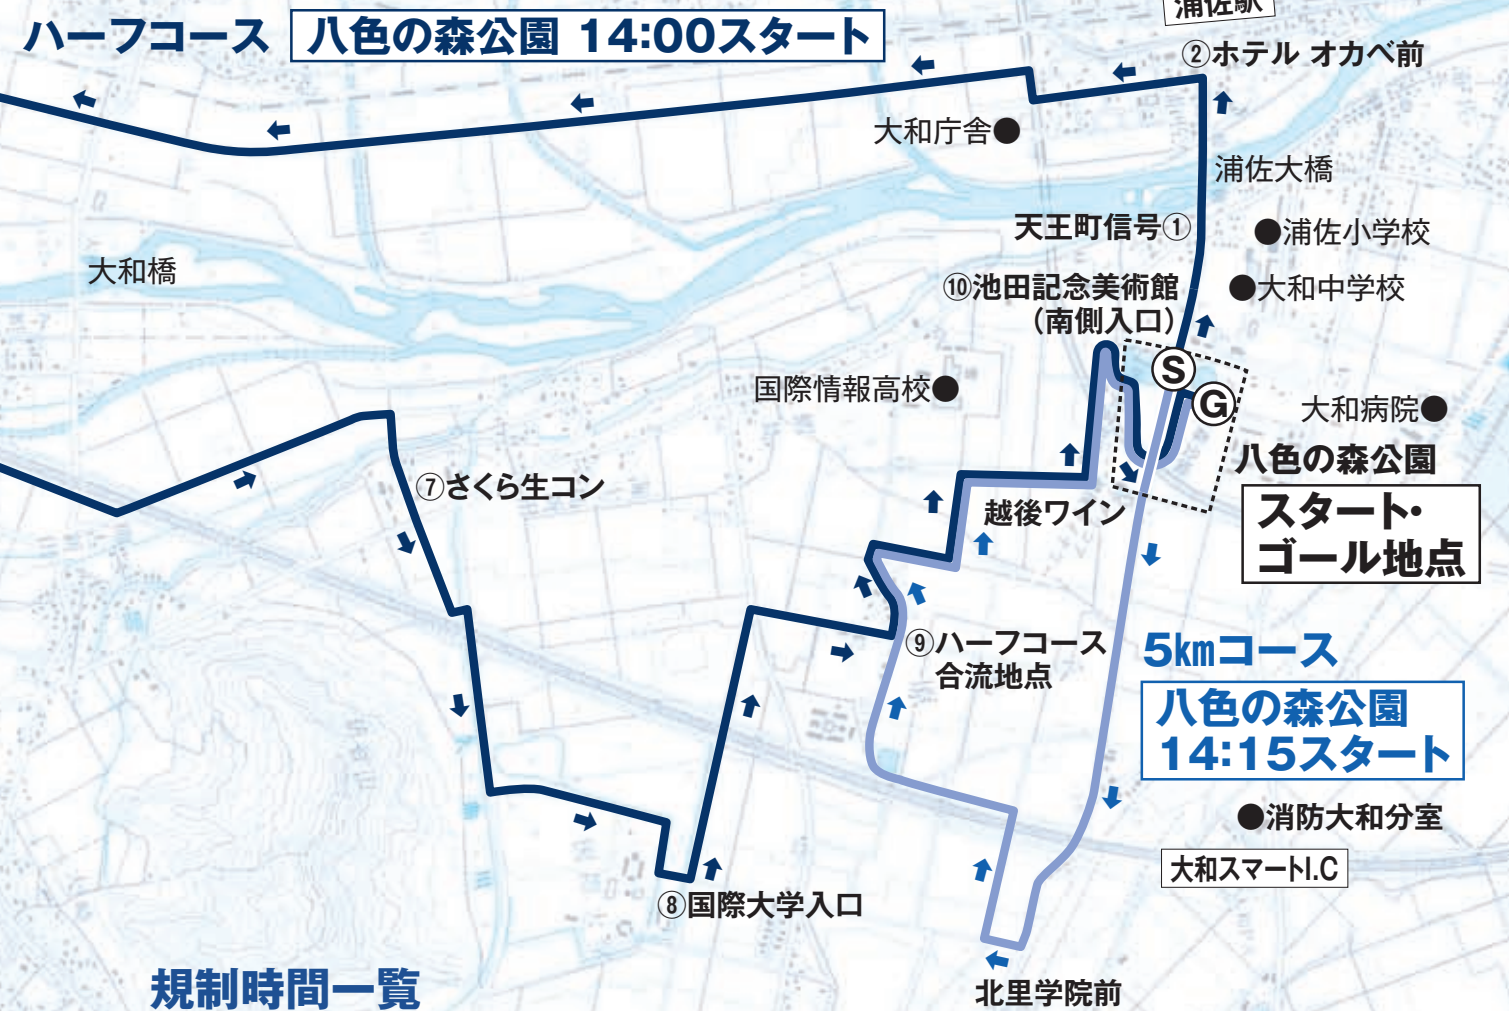 浦佐駅
ハーフコース 八色の森公園 14:00スタート
②ホテル オカベ前
大和庁舎●
浦佐大橋
天王町信号①
●浦佐小学校
大和橋
⑩池田記念美術館
(南側入口)
●大和中学校
S
国際情報高校●
G
大和病院●
八色の森公園
⑦さくら生コン
越後ワイン
スタート・
ゴール地点
⑨ハーフコース
合流地点
5kmコース
八色の森公園
14:15スタート
●消防大和分室
大和スマートI.C
⑧国際大学入口
規制時間一覧
北里学院前